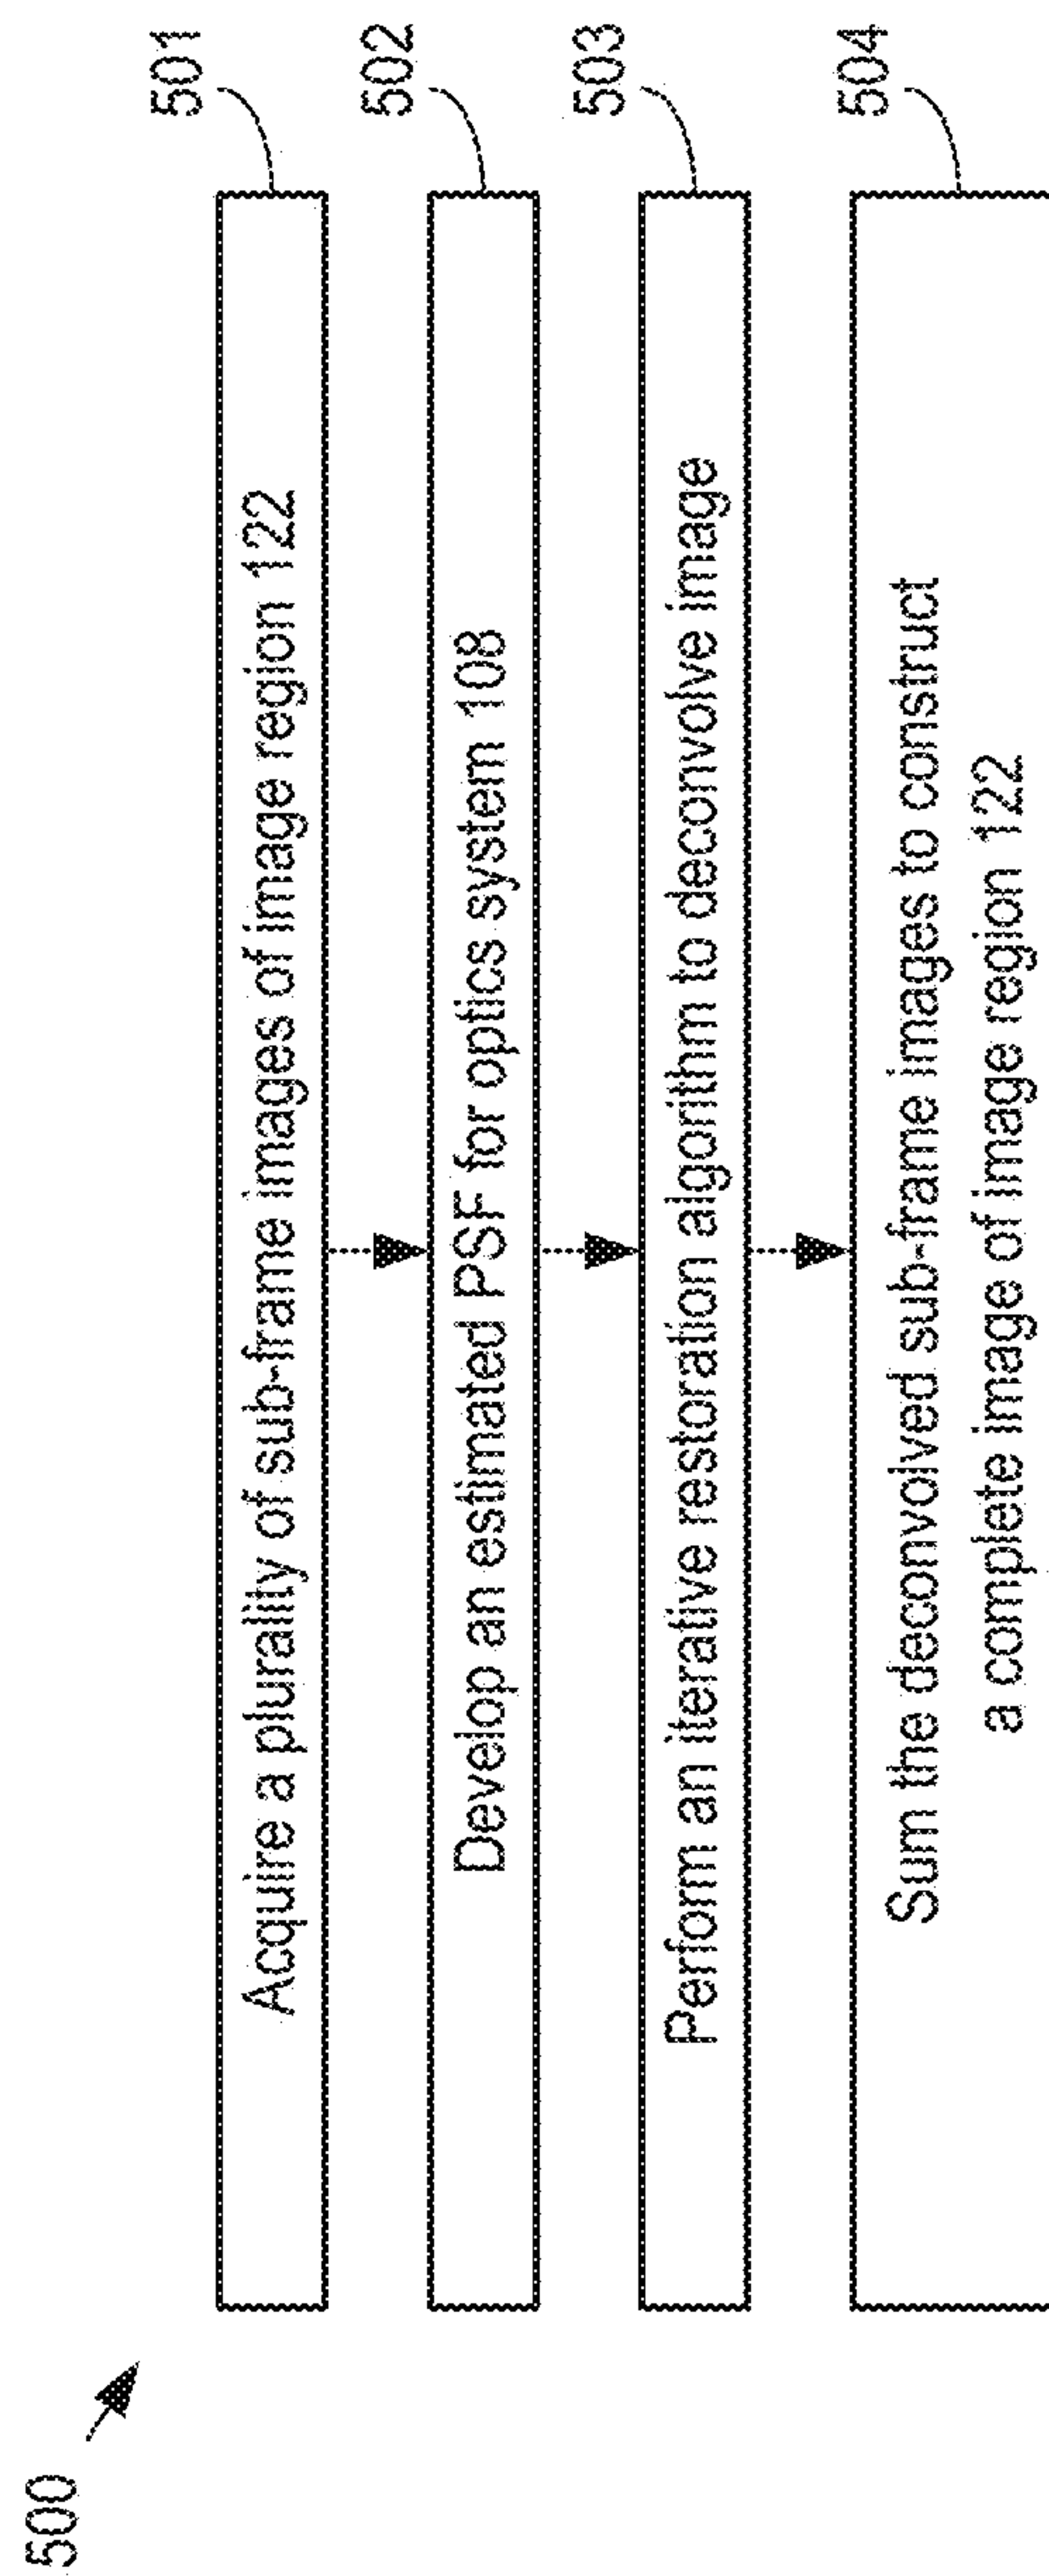 500
501
Acquire a plurality of sub-frame images of image region 122
502
Develop an estimated PSF for optics system 108
503
Perform an iterative restoration algorithm to deconvolve image
504
Sum the deconvolved sub-frame images to construct
a complete image of image region 122